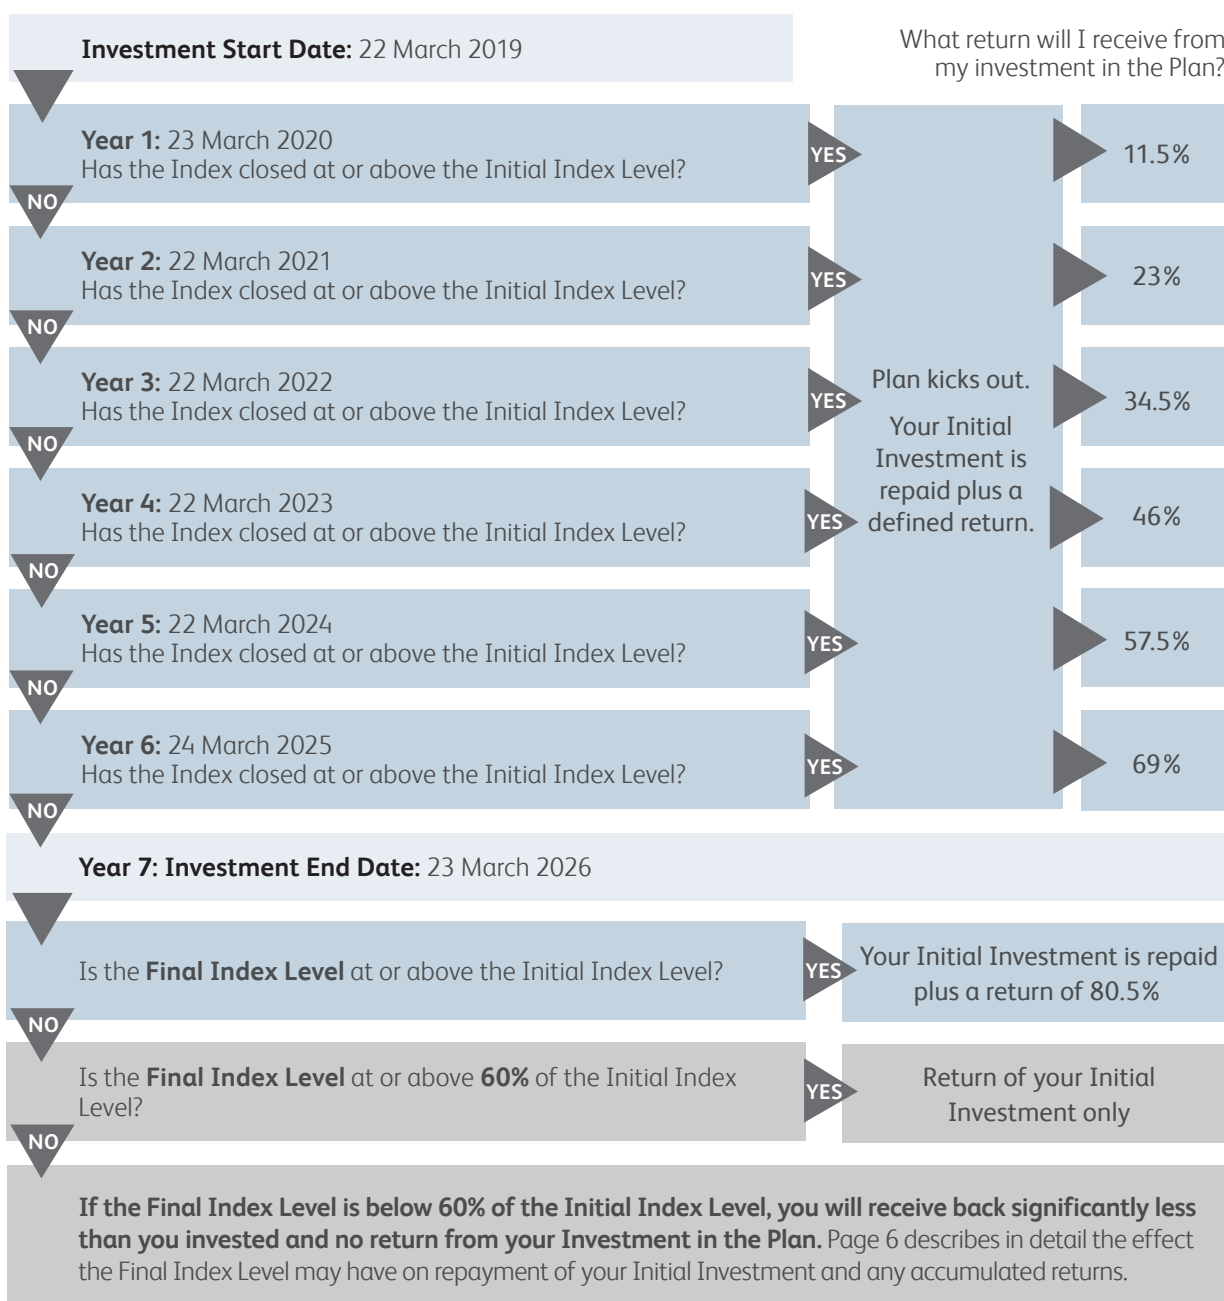 Investment Start Date: 22 March 2019
What return will I receive from
my investment in the Plan?
Year 1: 23 March 2020
Has the Index closed at or above the Initial Index Level?
YES
11.5%
NO
Year 2: 22 March 2021
Has the Index closed at or above the Initial Index Level?
YES
23%
NO
Year 3: 22 March 2022
Has the Index closed at or above the Initial Index Level?
YES
Plan kicks out.
Your Initial
Investment is
repaid plus a
defined return.
34.5%
NO
Year 4: 22 March 2023
Has the Index closed at or above the Initial Index Level?
YES
46%
NO
Year 5: 22 March 2024
Has the Index closed at or above the Initial Index Level?
YES
57.5%
NO
Year 6: 24 March 2025
Has the Index closed at or above the Initial Index Level?
YES
69%
NO
Year 7: Investment End Date: 23 March 2026
Is the Final Index Level at or above the Initial Index Level?
YES
Your Initial Investment is repaid
plus a return of 80.5%
NO
Is the Final Index Level at or above 60% of the Initial Index
Level?
YES
Return of your Initial
Investment only
NO
If the Final Index Level is below 60% of the Initial Index Level, you will receive back significantly less
than you invested and no return from your Investment in the Plan. Page 6 describes in detail the effect
the Final Index Level may have on repayment of your Initial Investment and any accumulated returns.